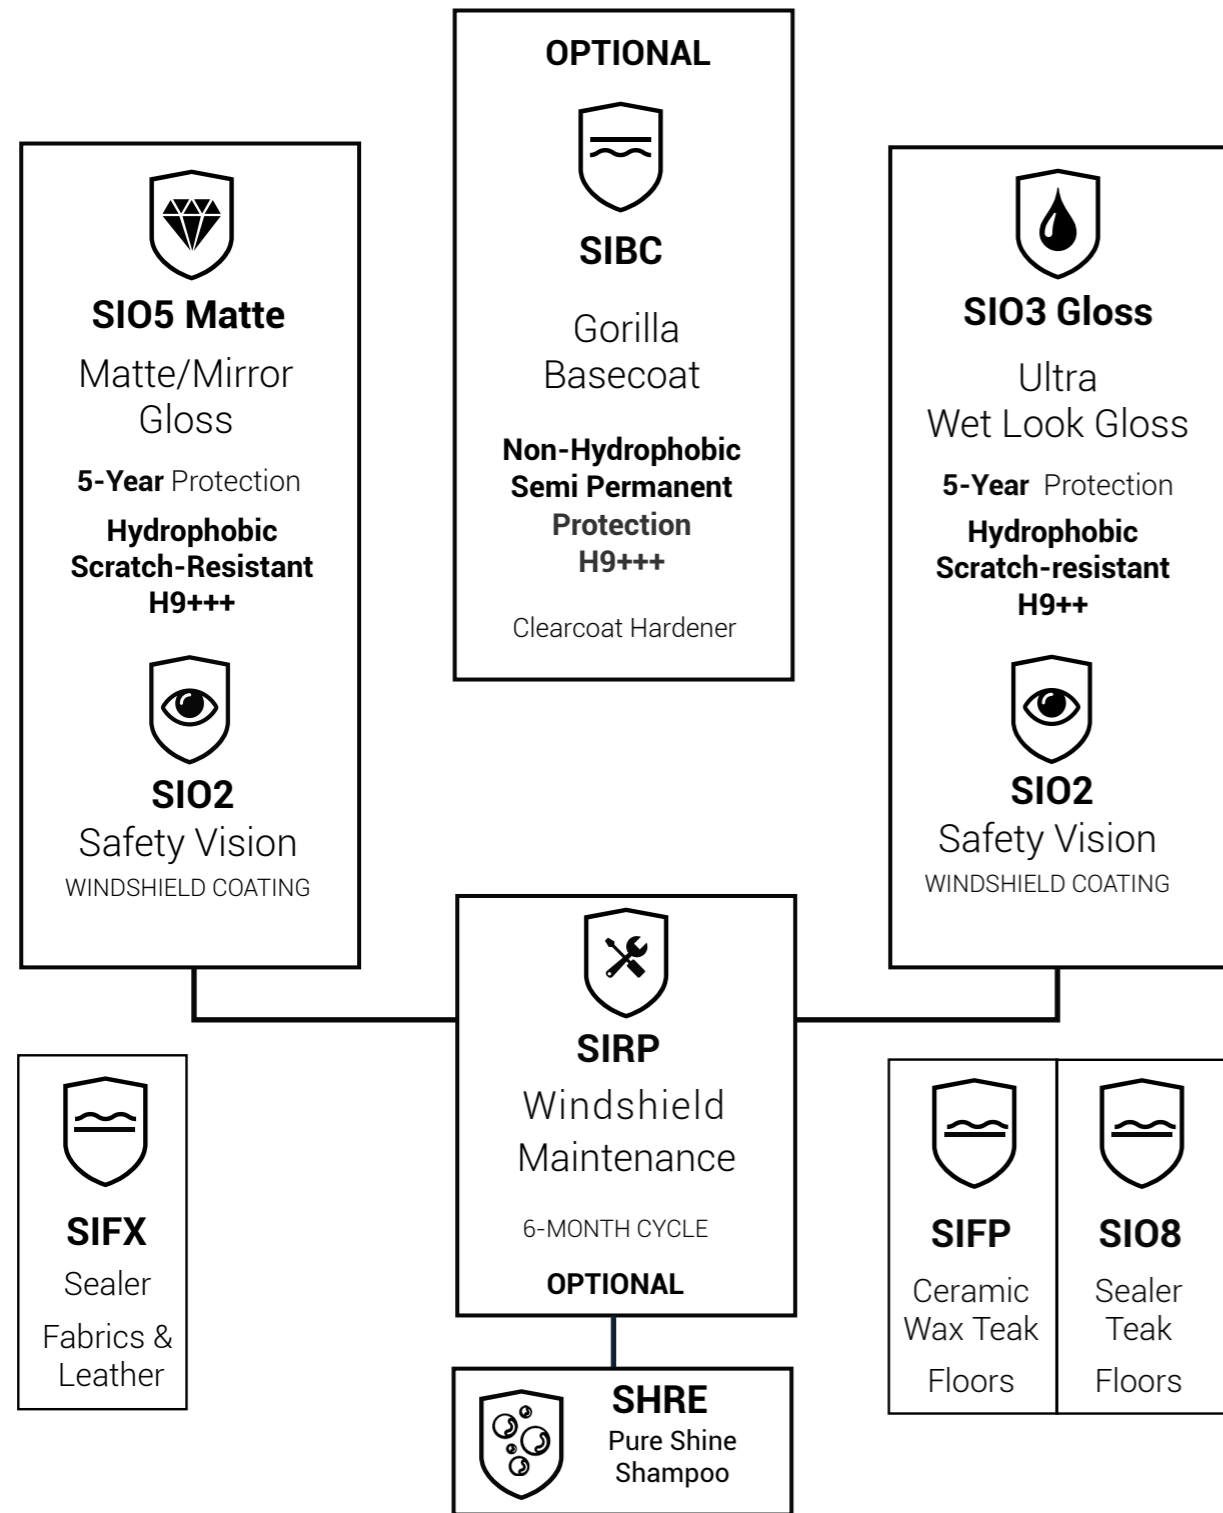 OPTIONAL
SIBC
Gorilla
Basecoat
Non-Hydrophobic
Semi Permanent
Protection
H9+++
Clearcoat Hardener
SIO5 Matte
Matte/Mirror
Gloss
5-Year Protection
Hydrophobic
Scratch-Resistant
H9+++
SIO2
Safety Vision
WINDSHIELD COATING
SIO3 Gloss
Ultra
Wet Look Gloss
5-Year Protection
Hydrophobic
Scratch-resistant
H9++
SIO2
Safety Vision
WINDSHIELD COATING
SIRP
Windshield
Maintenance
6-MONTH CYCLE
OPTIONAL
SIFX
Sealer
Fabrics &
Leather
SIFP
Ceramic
Wax Teak
Floors
SIO8
Sealer
Teak
Floors
SHRE
Pure Shine
Shampoo